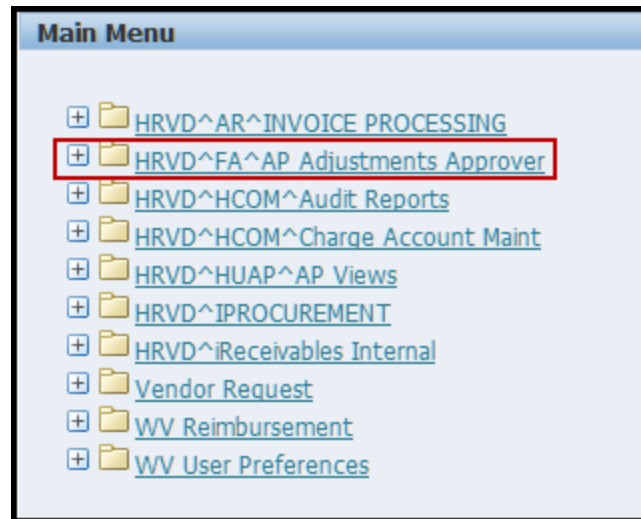 Main Menu
HRVD^AR^INVOICE PROCESSING
HRVD^FA^AP Adjustments Approver
HRVD^HCOM^Audit Reports
HRVD^HCOM^Charge Account Maint
HRVD^HUAP^AP Views
HRVD^IPROCUREMENT
HRVD^iReceivables Internal
Vendor Request
WV Reimbursement
WV User Preferences